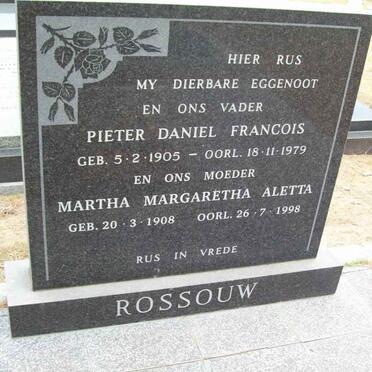 HIER RUS
MY DIERBARE EGGENOOT
EN ONS VADER
PIETER DANIEL FRANCOIS
GEB. 5·2·1905 – OORL. 18·11·1979
EN ONS MOEDER
MARTHA MARGARETHA ALETTA
GEB. 20·3·1908 OORL. 26·7·1998
RUS IN VREDE
ROSSOUW